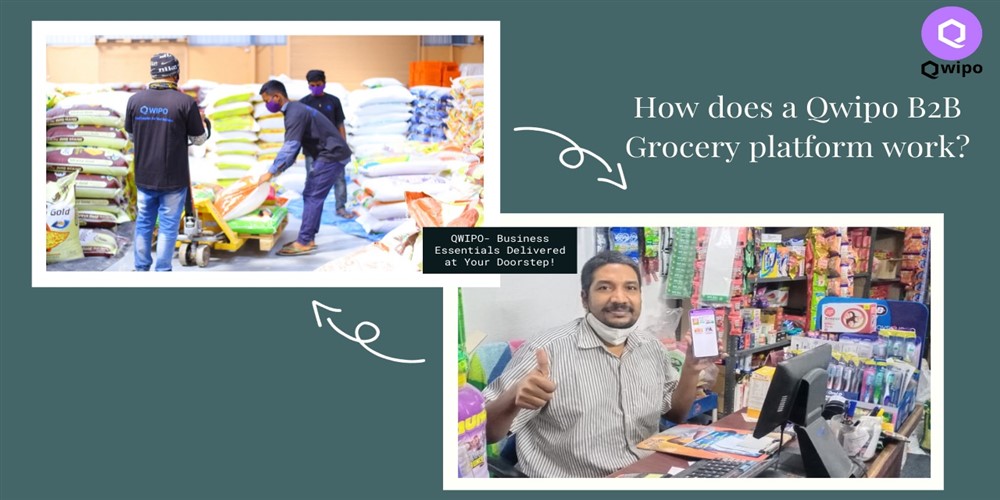 Qwipo
How does a Qwipo B2B
Grocery platform work?
QWIPO
Gold
QWIPO- Business
Essentials Delivered
at Your Doorstep!